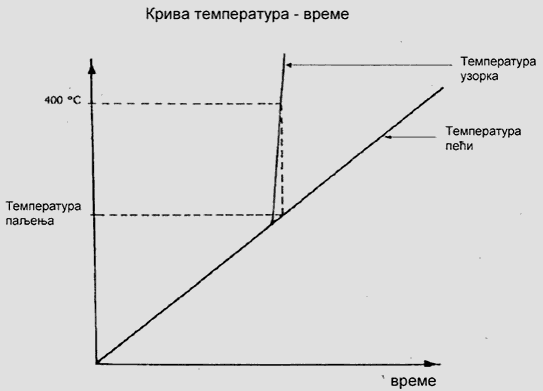 Крива температура - време
Температура
узорка
400 °C
Температура
пећи
Температура
паљења
време